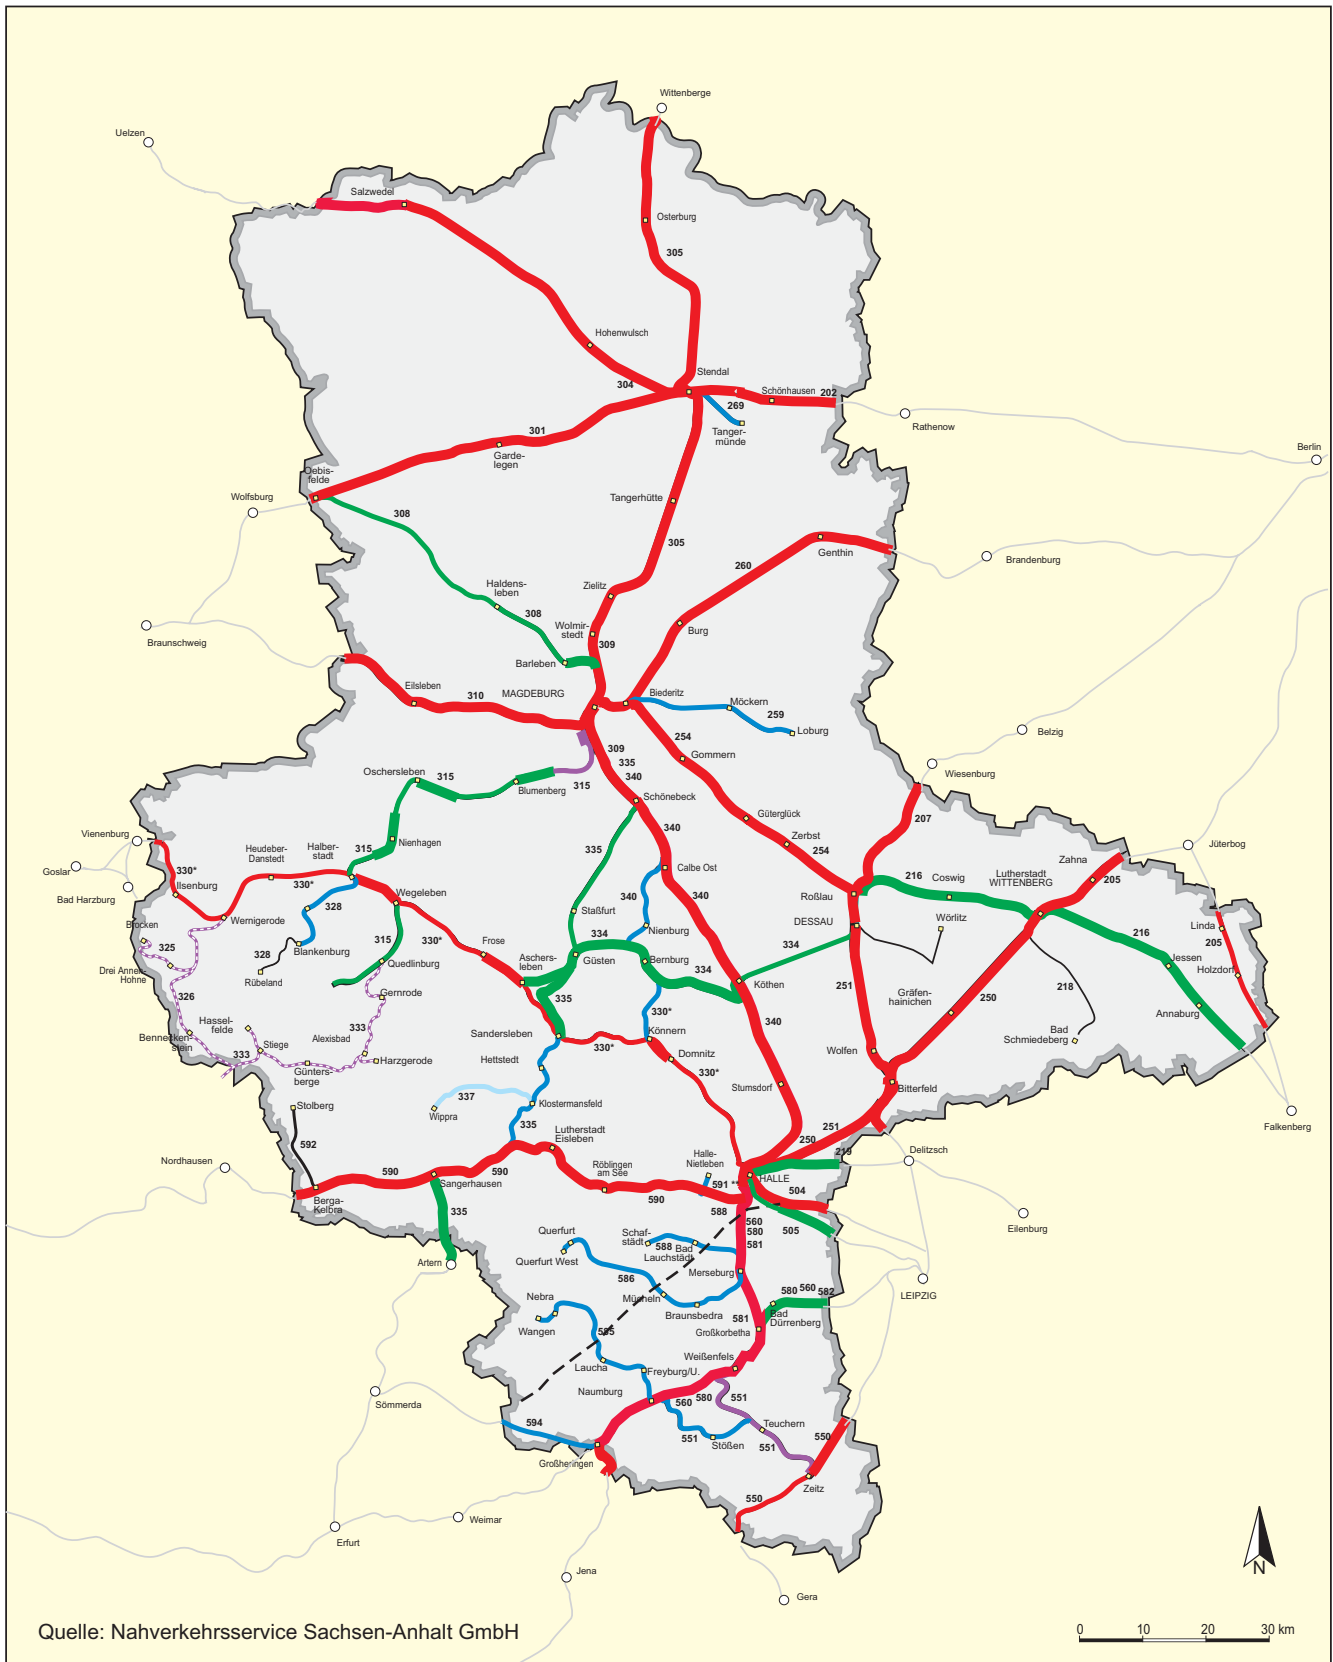 Wittenberge
Uelzen
Salzwedel
Osterburg
305
Hohenwulsch
Stendal
304
Schönhausen
202
269
Rathenow
Tanger-
münde
301
Garde-
legen
Berlin
Oebis-
felde
Wolfsburg
308
Tangerhütte
305
Genthin
Brandenburg
260
Zielitz
Haldens-
leben
308
Wolmir-
stedt
Burg
309
Braunschweig
Barleben
Eilsleben
310
MAGDEBURG
Biederitz
Möckern
259
Loburg
Belzig
254
309
335
340
Gommern
Wiesenburg
Oschersleben
315
Blumenberg
315
Schönebeck
Güterglück
207
340
Zerbst
254
Vienenburg
Nienhagen
Heudeber-
Danstedt
Halber-
stadt
315
335
Calbe Ost
Zahna
Jüterbog
Goslar
330*
Ilsenburg
330*
Lutherstadt
WITTENBERG
205
216
Coswig
Bad Harzburg
Wegeleben
340
340
Roßlau
328
Brocken
Wernigerode
Staßfurt
DESSAU
Wörlitz
Linda
205
Nienburg
216
325
Blankenburg
315
330*
Frose
334
334
Drei Annen-
Hohne
328
Rübeland
Quedlinburg
Aschers-
leben
Güsten
Bernburg
334
Jessen
Holzdorf
Köthen
251
Gräfen-
hainichen
250
218
326
Gernrode
335
330*
Annaburg
Hassel-
felde
333
Bennecken-
stein
Alexisbad
Sandersleben
Könnern
340
Bad
Schmiedeberg
333
Stiege
Harzgerode
Hettstedt
330*
Domnitz
Wolfen
Günters-
berge
330*
Stumsdorf
Bitterfeld
337
Klostermansfeld
Stolberg
Wippra
Falkenberg
335
Lutherstadt
Eisleben
251
592
250
Halle-
Nietleben
219
Delitzsch
Nordhausen
590
590
Röblingen
am See
Sangerhausen
HALLE
591 **
504
Berga-
Kelbra
590
335
588
560
580
581
505
Eilenburg
Querfurt
Schaf-
städt
588
Bad
Lauchstädt
Artern
Querfurt West
Merseburg
586
LEIPZIG
Mücheln
580
560
582
Nebra
Braunsbedra
581
Bad
Dürrenberg
Wangen
585
Großkorbetha
Weißenfels
Laucha
Freyburg/U.
Sömmerda
Naumburg
580
551
560
594
Teuchern
551
Stößen
551
550
Großheringen
Zeitz
550
Weimar
Erfurt
Jena
Gera
N
Quelle: Nahverkehrsservice Sachsen-Anhalt GmbH
0 10 20 30 km